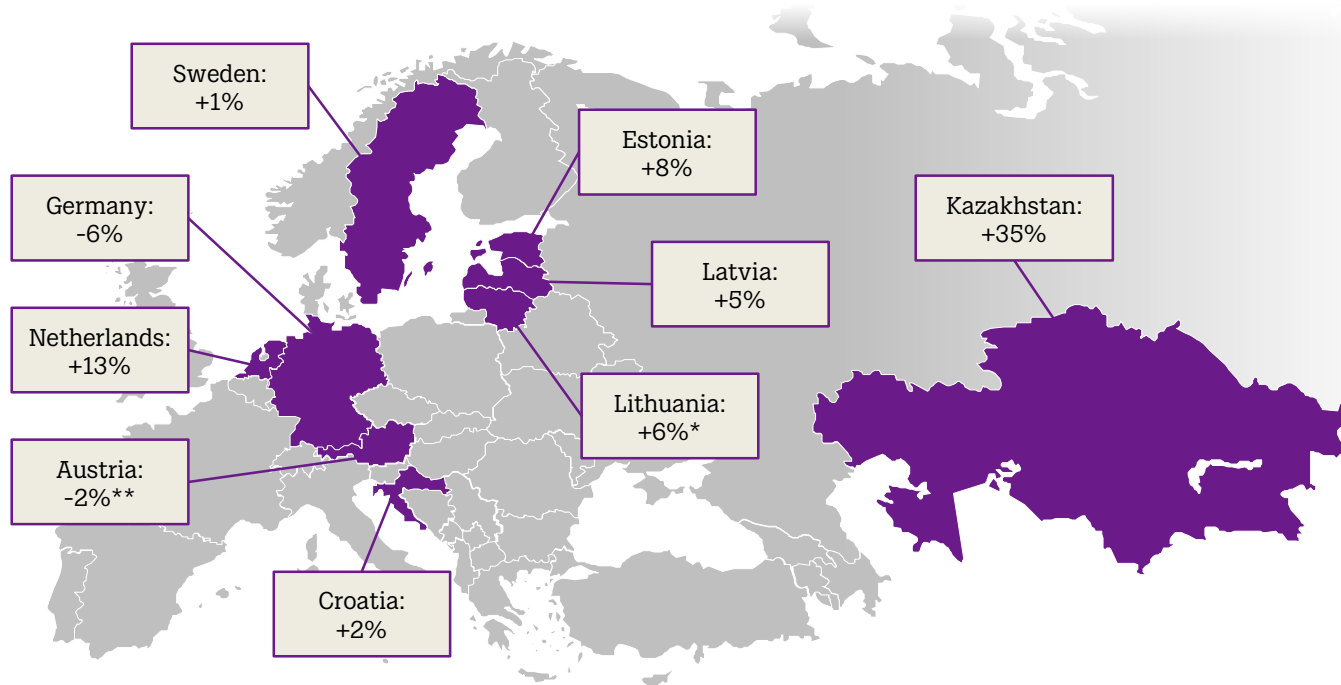 Sweden:
+1%
Estonia:
+8%
Germany:
-6%
Kazakhstan:
+35%
Latvia:
+5%
Netherlands:
+13%
Lithuania:
+6%*
Austria:
-2%**
Croatia:
+2%